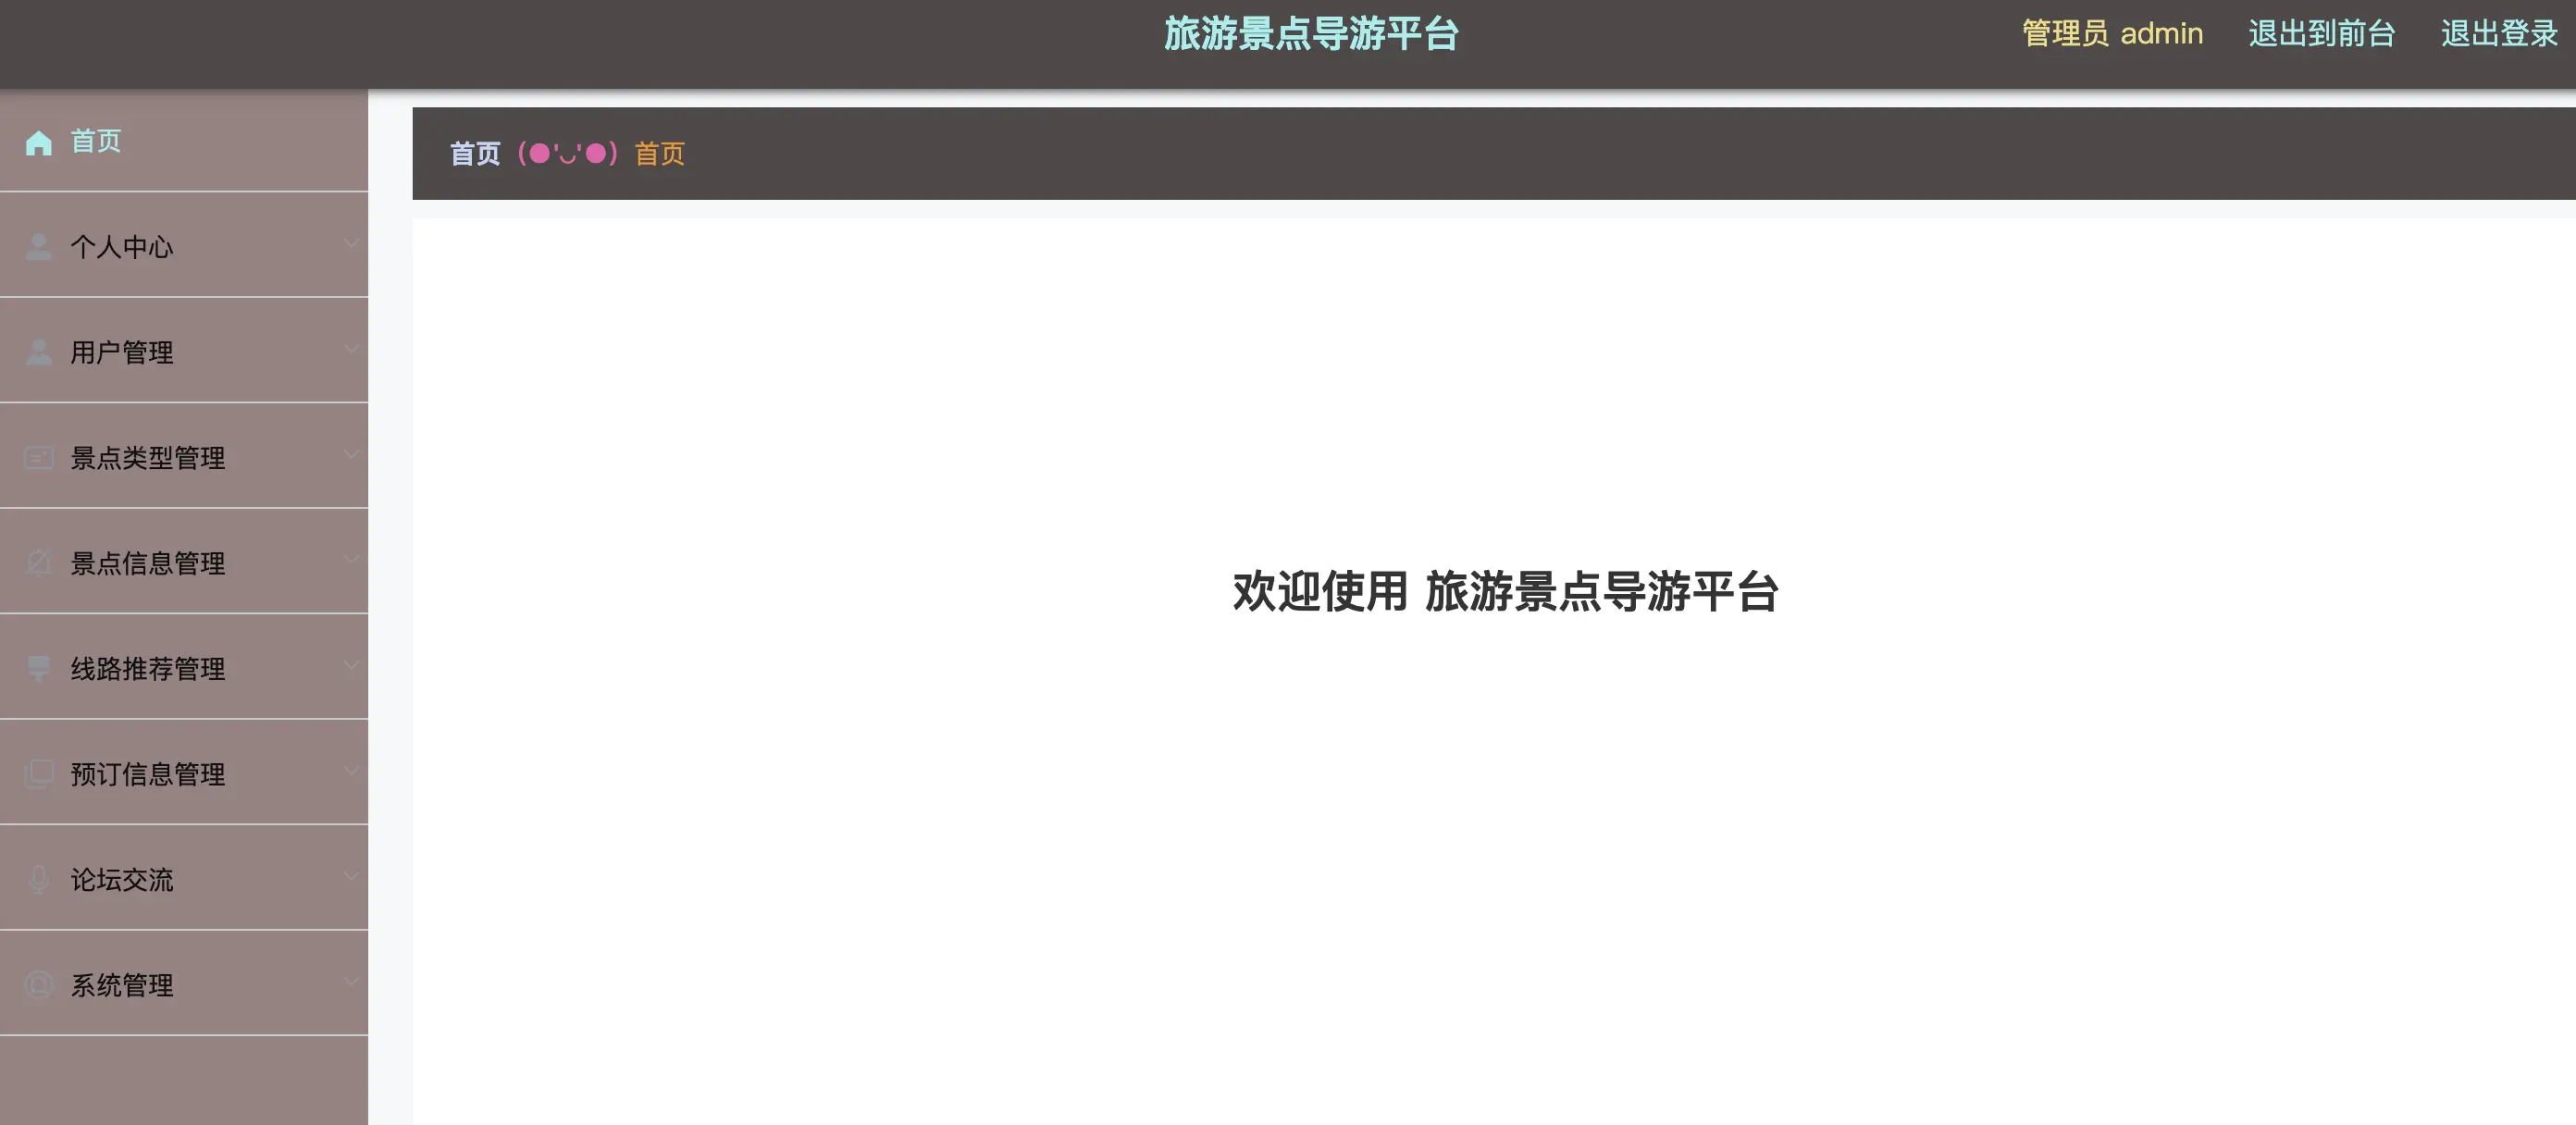 旅游景点导游平台
管理员 admin 退出到前台 退出登录
首页
首页 (●'◡'●) 首页
个人中心
用户管理
景点类型管理
景点信息管理
欢迎使用 旅游景点导游平台
线路推荐管理
预订信息管理
论坛交流
系统管理